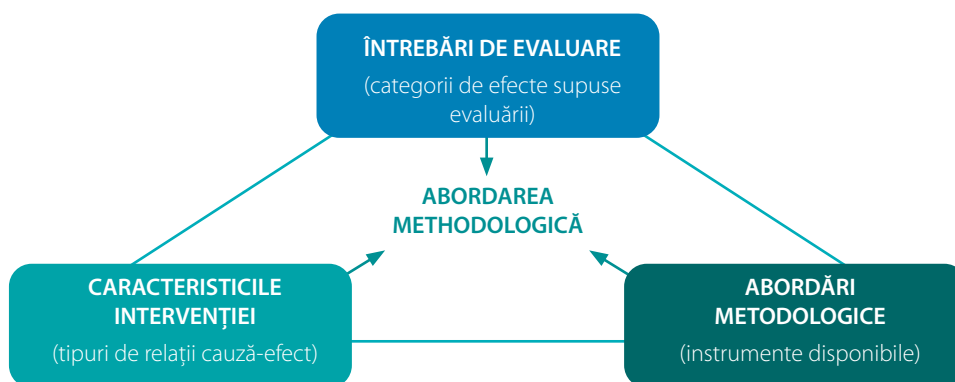 ÎNTREBĂRI DE EVALUARE
(categorii de efecte supuse
evaluării)
ABORDAREA
METHODOLOGICĂ
CARACTERISTICILE
INTERVENȚIEI
(tipuri de relații cauză-efect)
ABORDĂRI
METODOLOGICE
(instrumente disponibile)